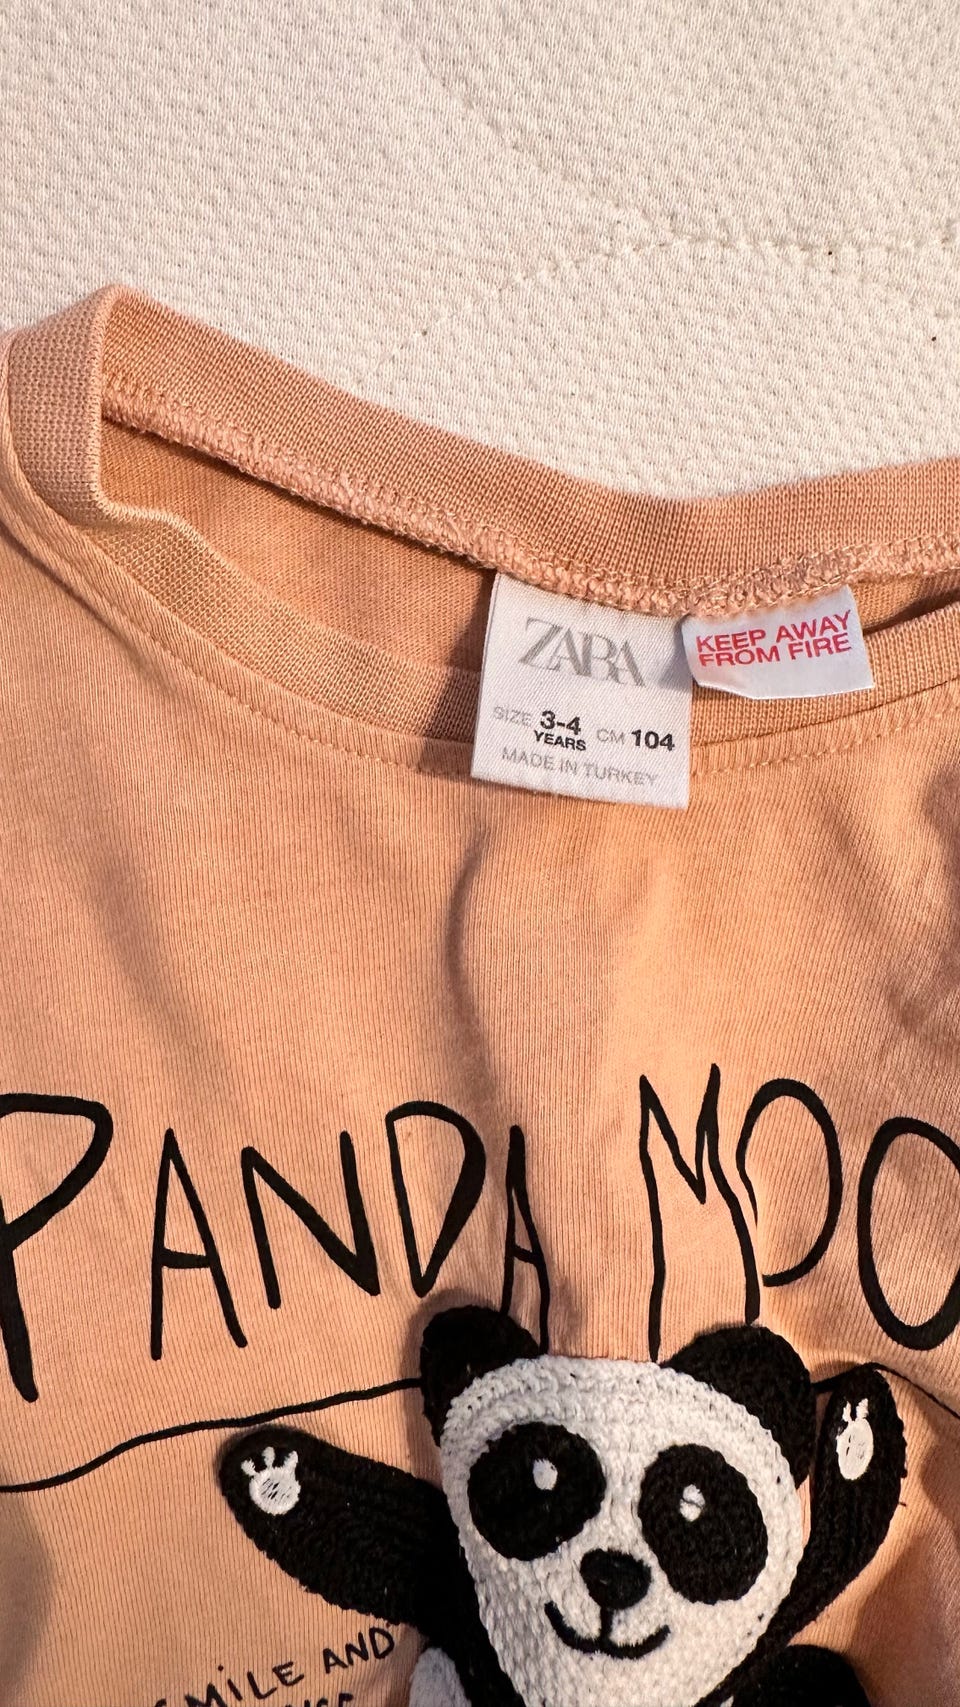 ZARA
SIZE 3-4 YEARS CM 104
MADE IN TURKEY
KEEP AWAY
FROM FIRE
PANDA MOO
SMILE AND